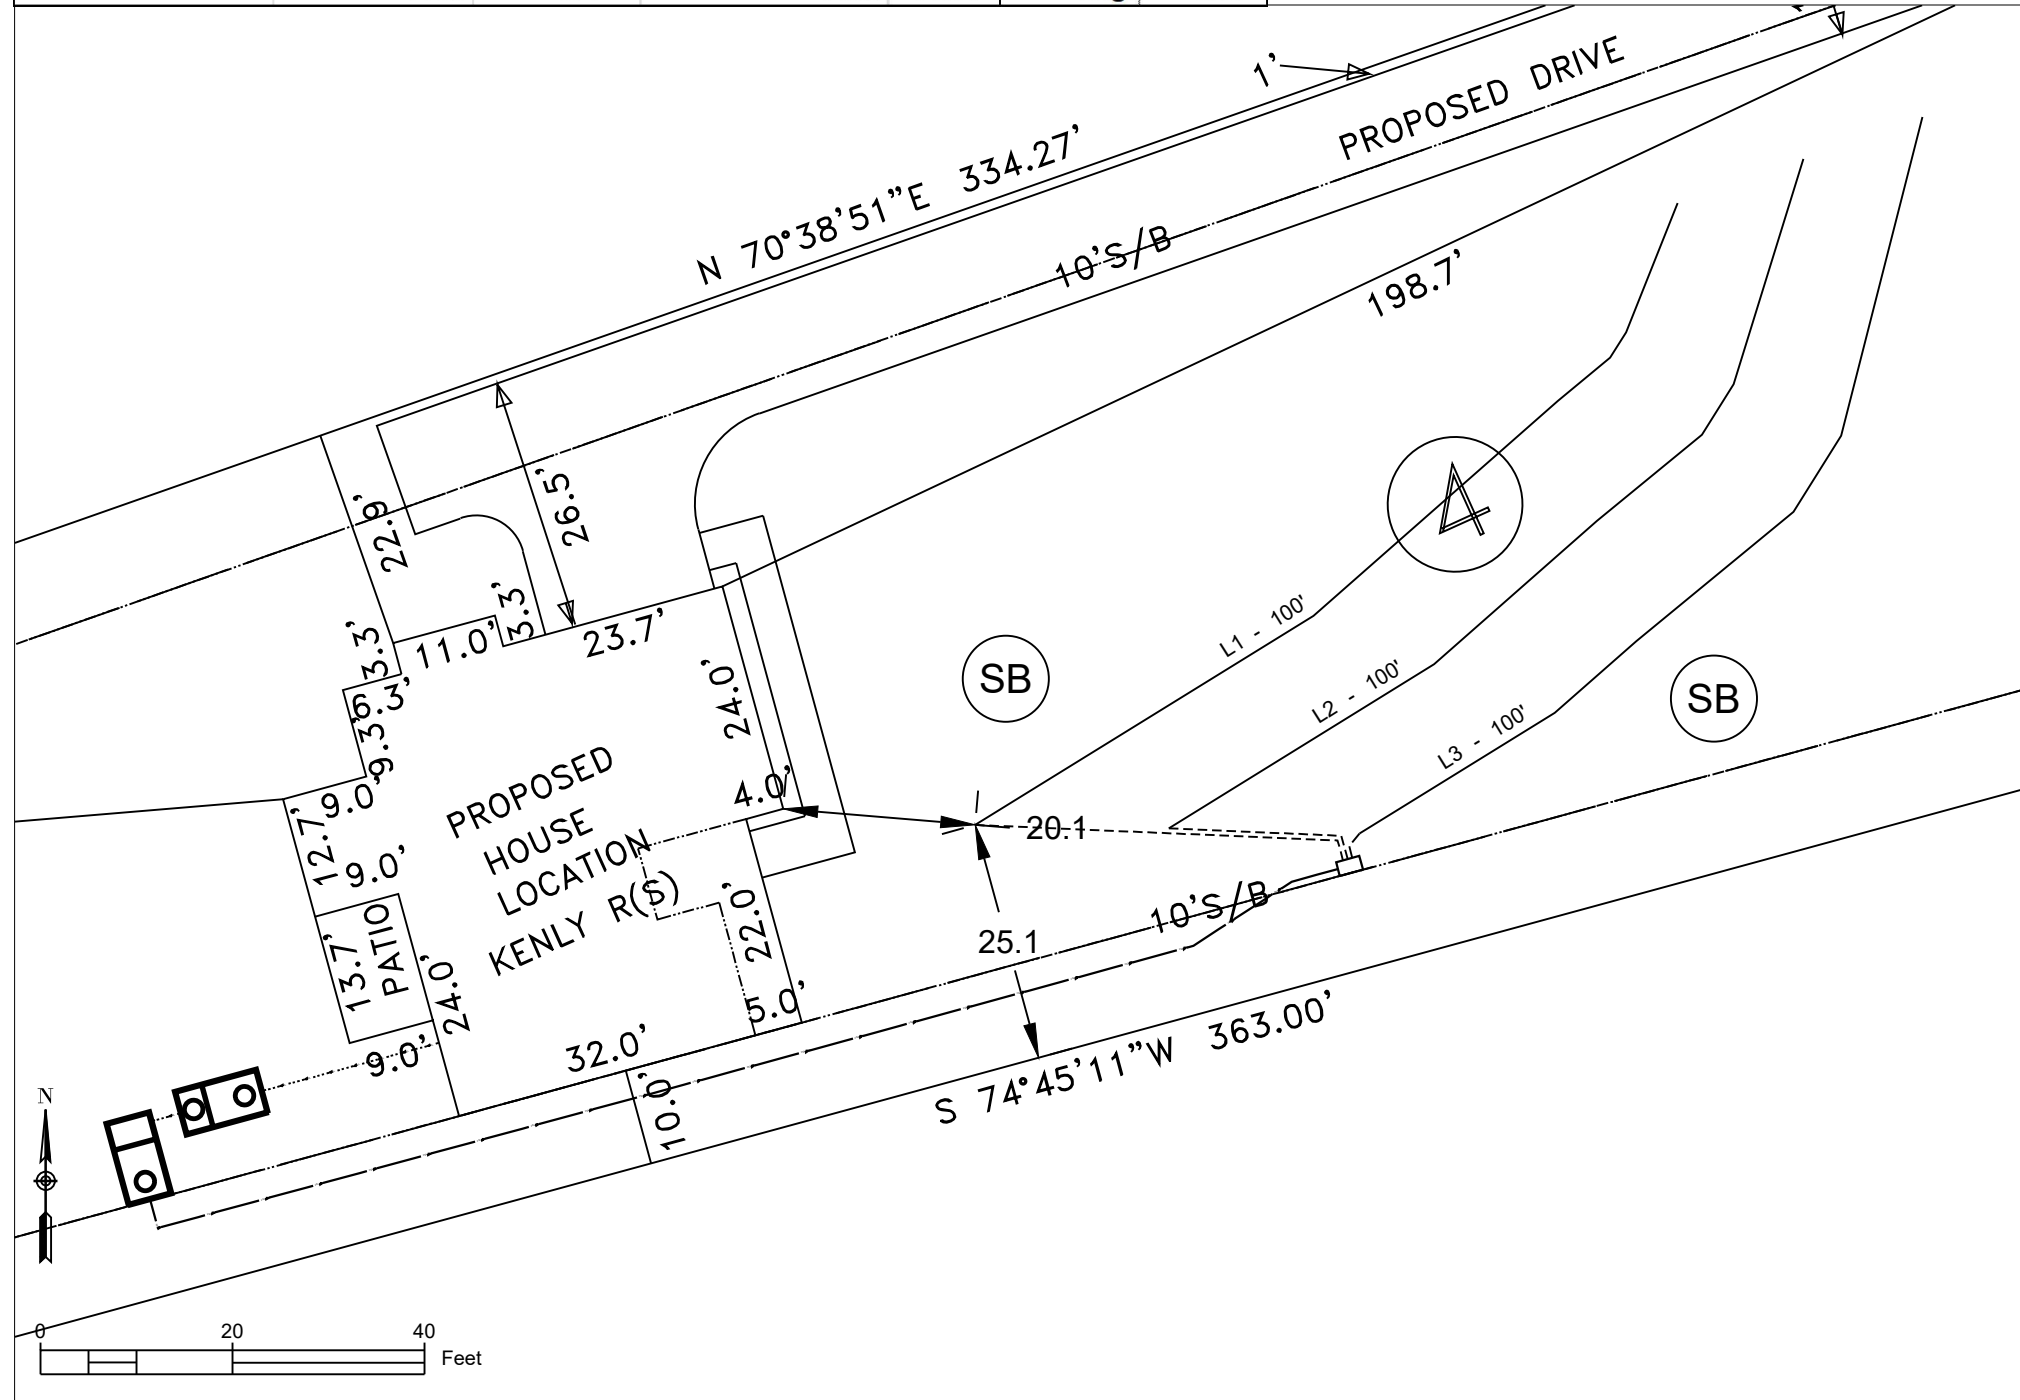 1'
PROPOSED DRIVE
N 70°38'51"E 334.27'
10'S/B
198.7'
22.9'
26.5'
3.3'
3.3'
11.0'
23.7'
6.3'
9.3'
24.0'
4
SB
SB
L1 - 100'
L2 - 100'
L3 - 100'
9.0'
12.7'
4.0'
20.1
PROPOSED
HOUSE
LOCATION
KENLY R(S)
9.0'
PATIO
13.7'
24.0'
22.0'
25.1
10'S/B
5.0'
9.0'
32.0'
10.0'
S 74°45'11"W 363.00'
N
0 20 40
Feet